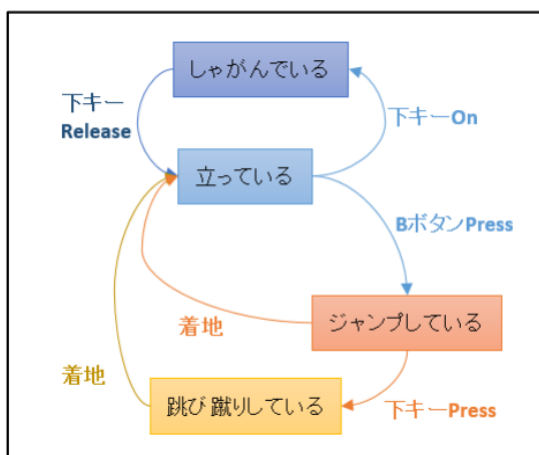 しゃがんでいる
下キー
Release
下キーOn
立っている
BボタンPress
ジャンプしている
着地
着地
跳び蹴りしている
下キーPress